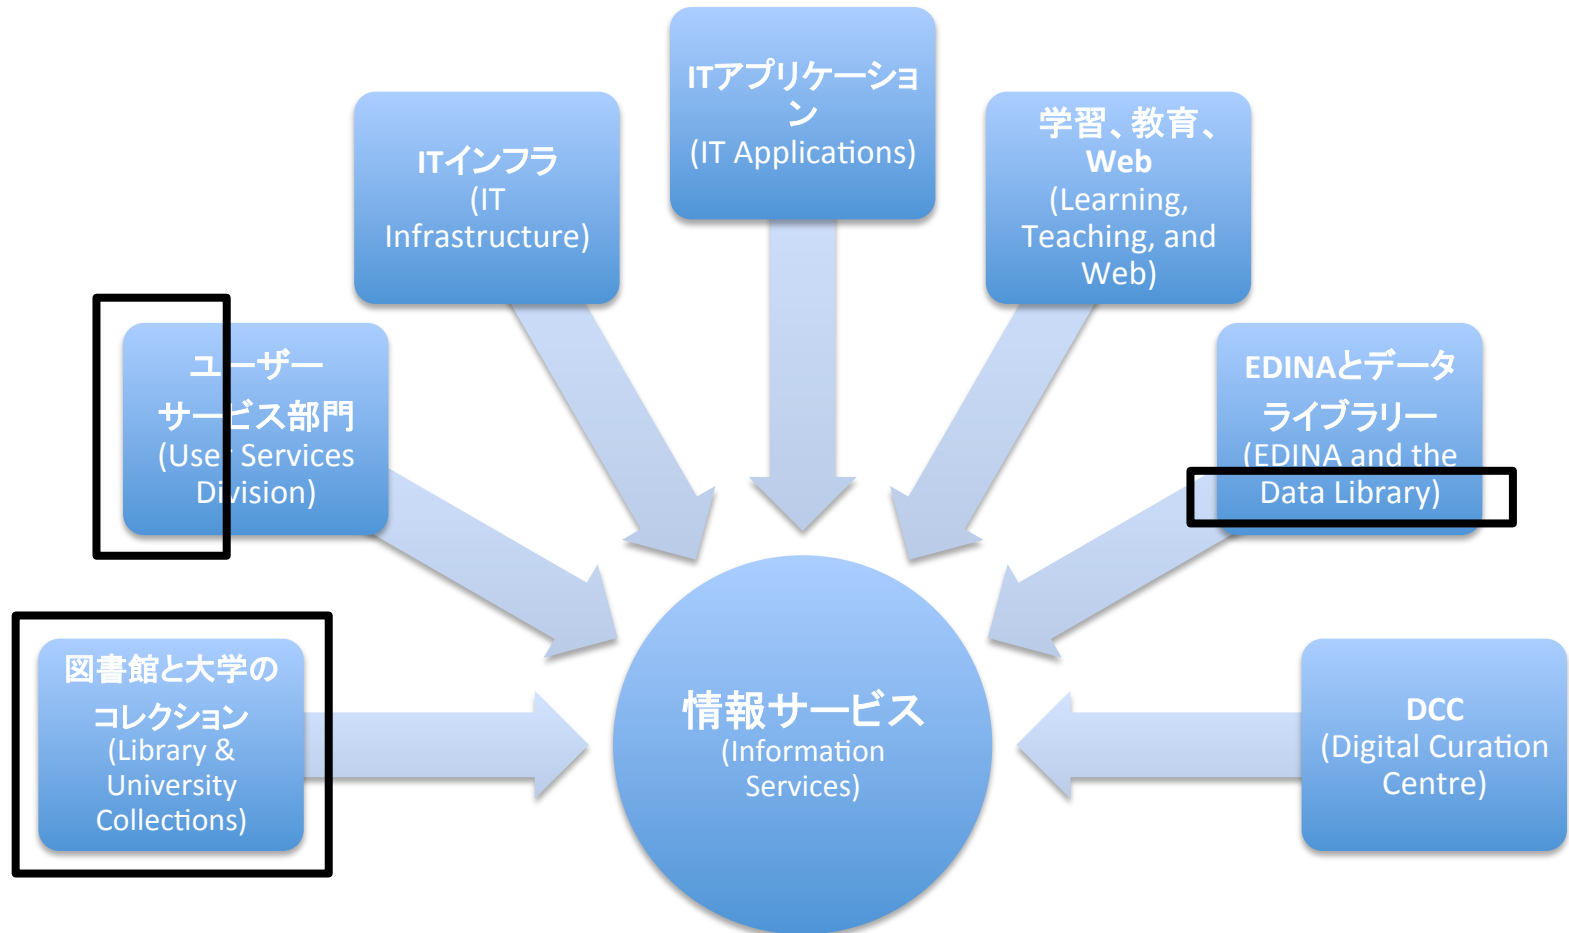 ITアプリケーショ
ン
(IT Applications)
ITインフラ
(IT
Infrastructure)
学習、教育、
Web
(Learning,
Teaching, and
Web)
ユーザー
サービス部門
(User Services
Division)
EDINAとデータ
ライブラリー
(EDINA and the
Data Library)
図書館と大学の
コレクション
(Library &
University
Collections)
情報サービス
(Information
Services)
DCC
(Digital Curation
Centre)